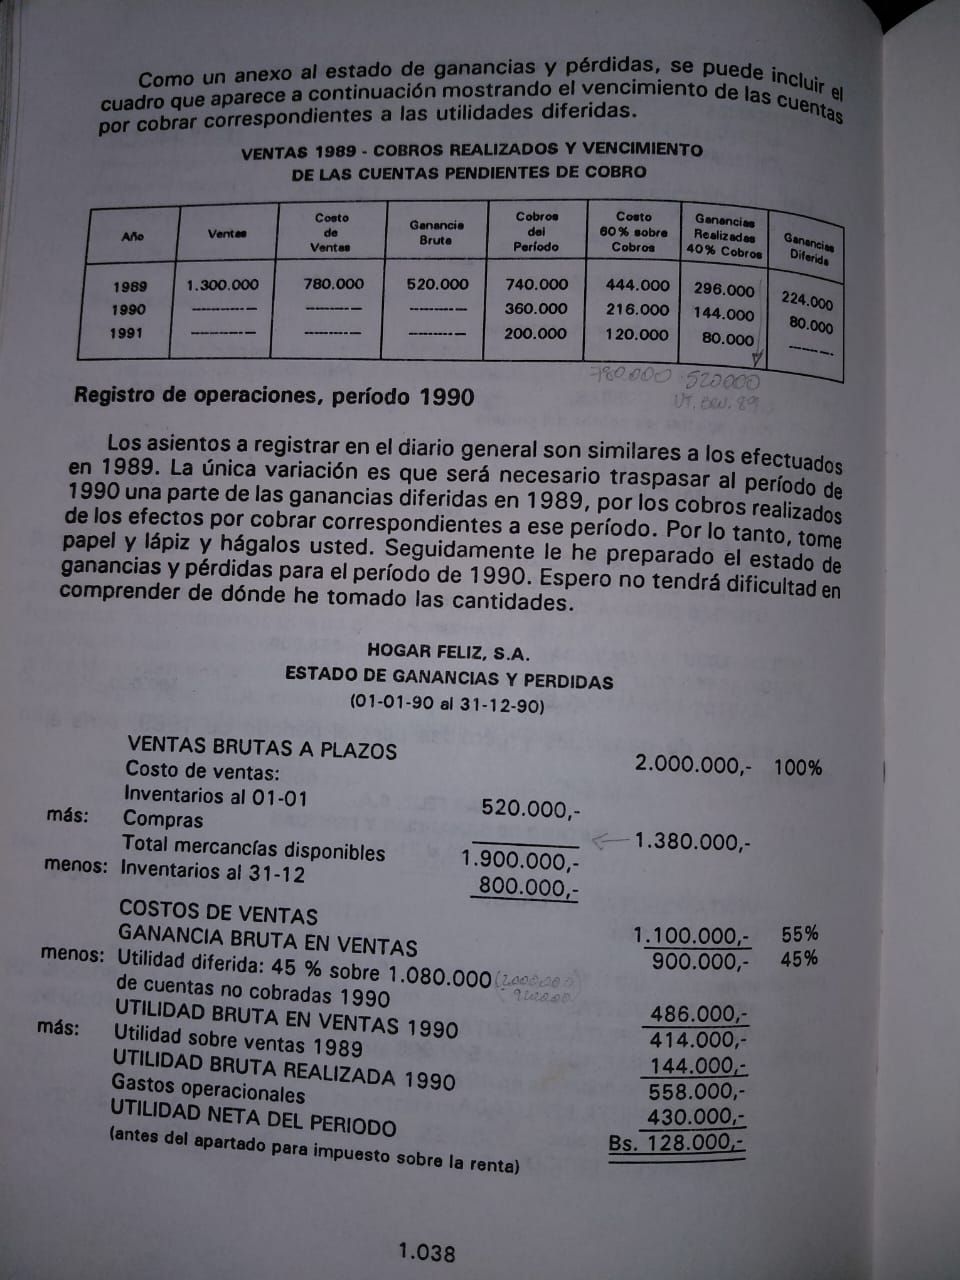 Como un anexo al estado de ganancias y pérdidas, se puede incluir el
cuadro que aparece a continuación mostrando el vencimiento de las cuentas
por cobrar correspondientes a las utilidades diferidas.
VENTAS 1989 - COBROS REALIZADOS Y VENCIMIENTO
DE LAS CUENTAS PENDIENTES DE COBRO
Año Ventas Costo de Ventas Ganancia Bruta Cobros del Período Costo 60% sobre Cobros Ganancias Realizadas 40% Cobros Ganancias Diferida
1989 1.300.000 780.000 520.000 740.000 444.000 296.000 224.000
1990 ---------- ---------- ---------- 360.000 216.000 144.000 80.000
1991 ---------- ---------- ---------- 200.000 120.000 80.000 --------
780.000 520000
UT. BRU. 89
Registro de operaciones, período 1990
Los asientos a registrar en el diario general son similares a los efectuados
en 1989. La única variación es que será necesario traspasar al período de
1990 una parte de las ganancias diferidas en 1989, por los cobros realizados
de los efectos por cobrar correspondientes a ese período. Por lo tanto, tome
papel y lápiz y hágalos usted. Seguidamente le he preparado el estado de
ganancias y pérdidas para el período de 1990. Espero no tendrá dificultad en
comprender de dónde he tomado las cantidades.
HOGAR FELIZ, S.A.
ESTADO DE GANANCIAS Y PERDIDAS
(01-01-90 al 31-12-90)
VENTAS BRUTAS A PLAZOS 2.000.000,- 100%
Costo de ventas:
Inventarios al 01-01 520.000,-
más: Compras 1.380.000,-
Total mercancías disponibles 1.900.000,-
menos: Inventarios al 31-12 800.000,-
COSTOS DE VENTAS 1.100.000,- 55%
GANANCIA BRUTA EN VENTAS 900.000,- 45%
menos: Utilidad diferida: 45 % sobre 1.080.000 (2000000
920000)
de cuentas no cobradas 1990 486.000,-
UTILIDAD BRUTA EN VENTAS 1990 414.000,-
más: Utilidad sobre ventas 1989 144.000,-
UTILIDAD BRUTA REALIZADA 1990 558.000,-
Gastos operacionales 430.000,-
UTILIDAD NETA DEL PERIODO Bs. 128.000,-
(antes del apartado para impuesto sobre la renta)
1.038